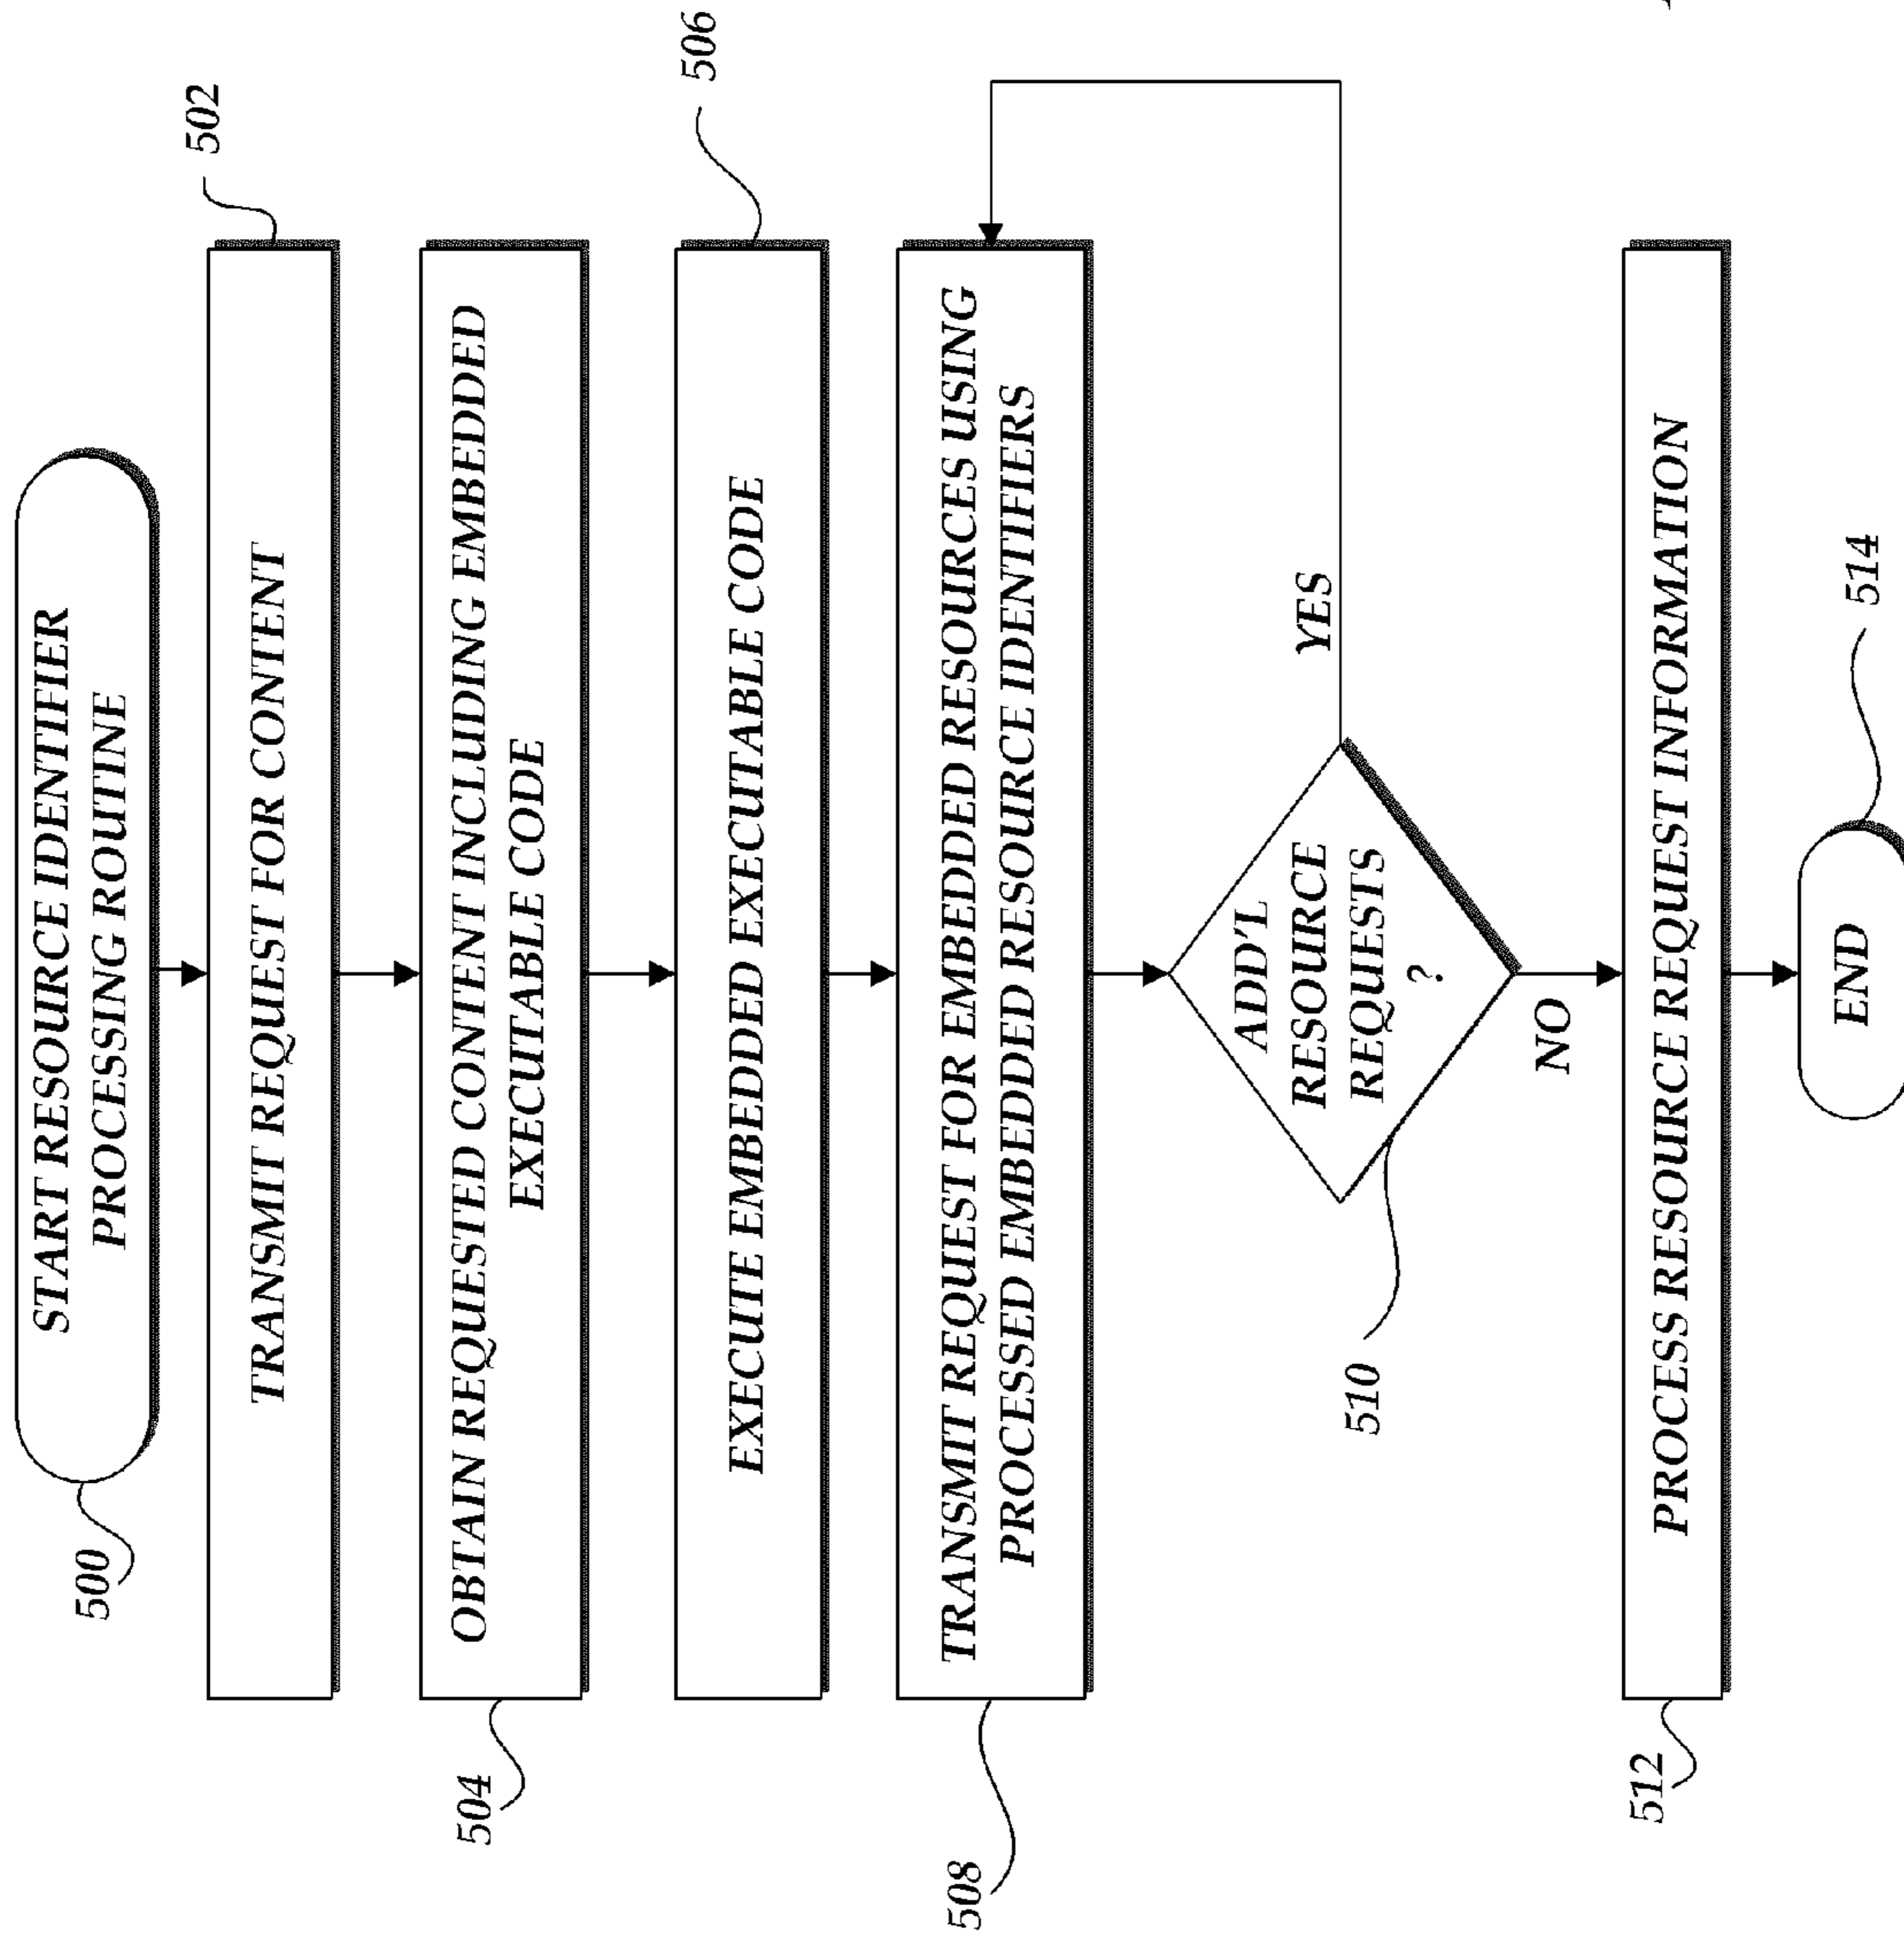 500
START RESOURCE IDENTIFIER
PROCESSING ROUTINE
502
TRANSMIT REQUEST FOR CONTENT
504
OBTAIN REQUESTED CONTENT INCLUDING EMBEDDED
EXECUTABLE CODE
506
EXECUTE EMBEDDED EXECUTABLE CODE
508
TRANSMIT REQUEST FOR EMBEDDED RESOURCES USING
PROCESSED EMBEDDED RESOURCE IDENTIFIERS
510
ADD'L
RESOURCE
REQUESTS
?
YES
NO
512
PROCESS RESOURCE REQUEST INFORMATION
514
END